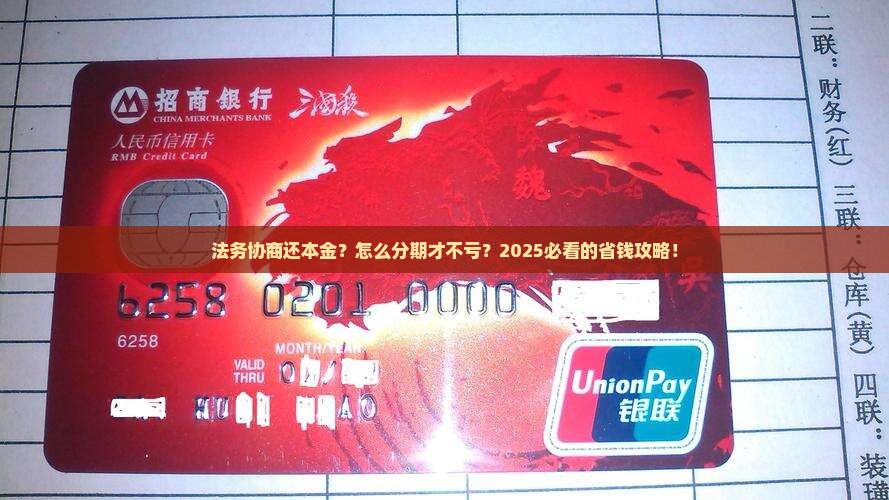 招商銀行
CHINA MERCHANTS BANK
三国杀
人民币信用卡
RMB Credit Card
魏
法务协商还本金？怎么分期才不亏？2025必看的省钱攻略！
吴
6258 0201 0000
6258
MONTH/YEAR
VALID
THRU
UnionPay
银联
二联：财务(红)
三联：仓库(黄)
四联：装璜